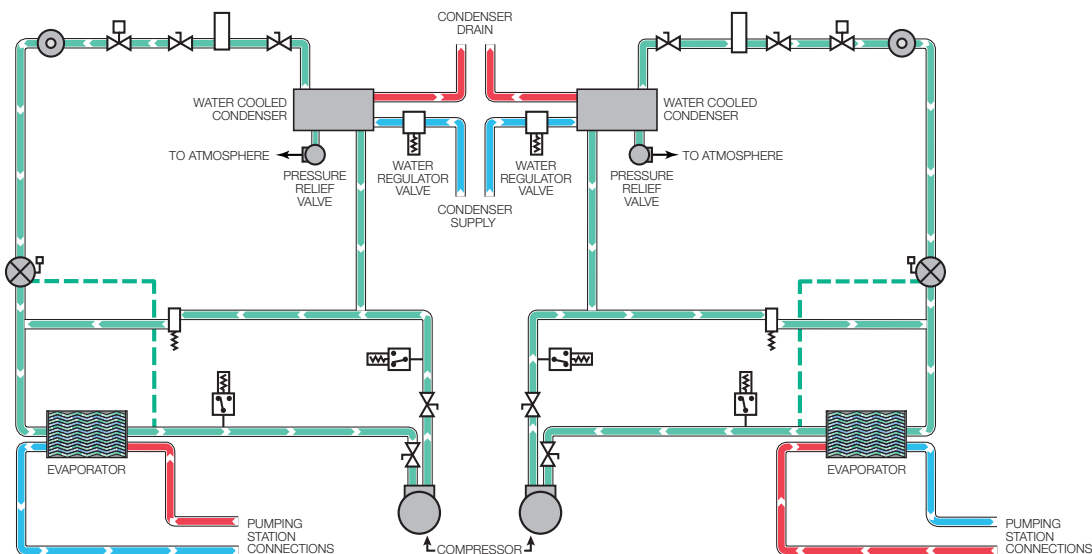 CONDENSER
DRAIN
WATER COOLED
CONDENSER
WATER COOLED
CONDENSER
TO ATMOSPHERE
PRESSURE
RELIEF
VALVE
WATER
REGULATOR
VALVE
WATER
REGULATOR
VALVE
TO ATMOSPHERE
PRESSURE
RELIEF
VALVE
CONDENSER
SUPPLY
EVAPORATOR
EVAPORATOR
PUMPING
STATION
CONNECTIONS
COMPRESSOR
PUMPING
STATION
CONNECTIONS